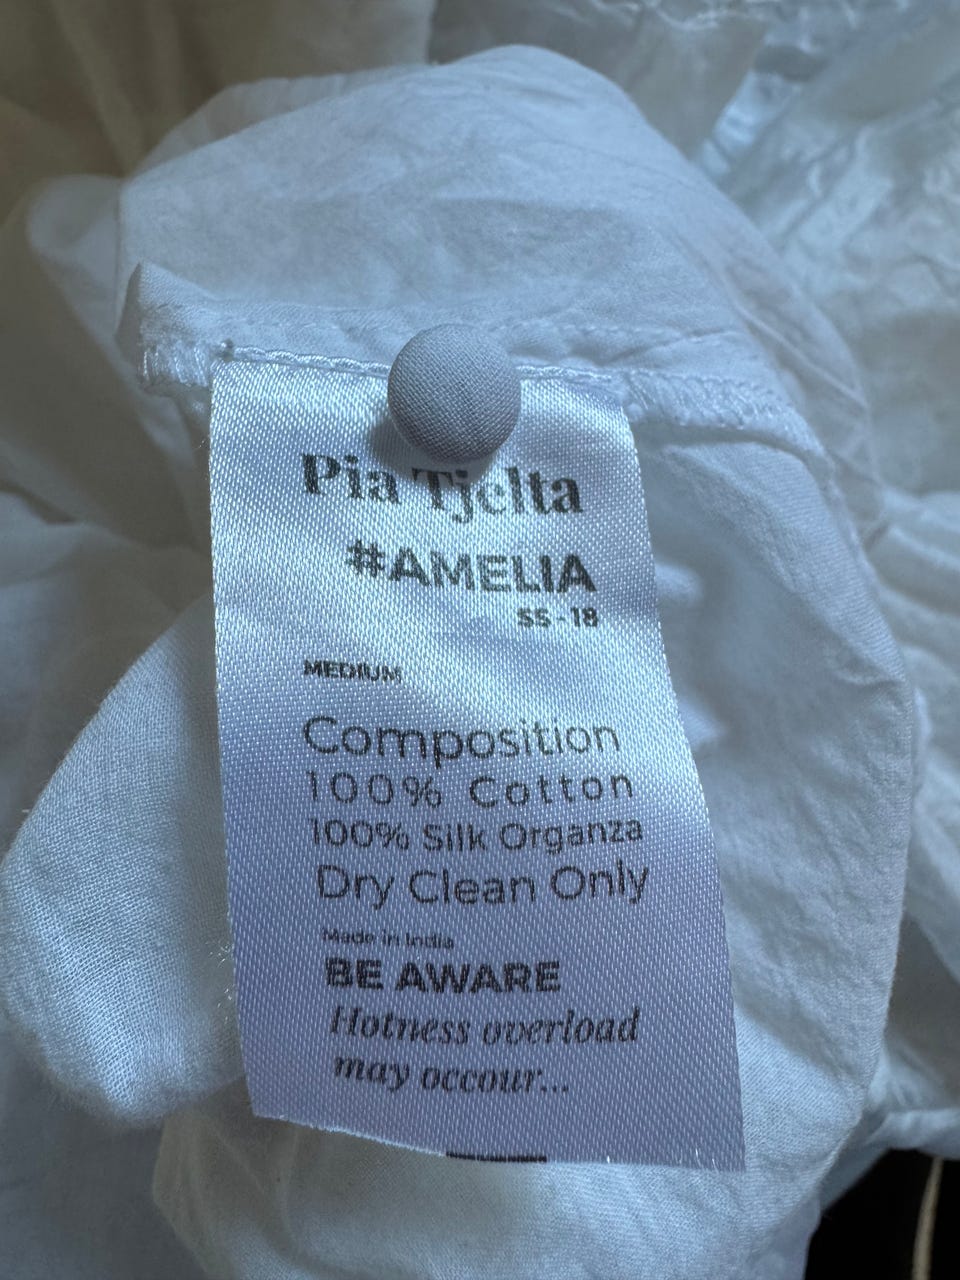 Pia Tjelta
#AMELIA
SS-18
MEDIUM
Composition
100% Cotton
100% Silk Organza
Dry Clean Only
Made in India
BE AWARE
Hotness overload
may occour...